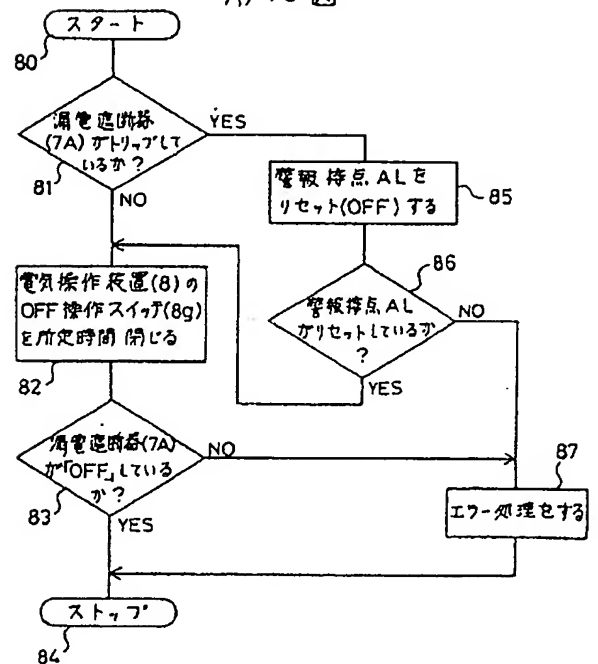 スタート
80
漏電遮断器
(7A)がトリップして
いるか?
81
YES
NO
警報接点ALを
リセット(OFF)する
85
86
警報接点AL
がリセットしているか
?
NO
YES
電気操作装置(8)の
OFF操作スイッチ(8g)
を所定時間閉じる
82
漏電遮断器(7A)
が「OFF」している
か?
83
NO
YES
87
エラー処理をする
ストップ
84